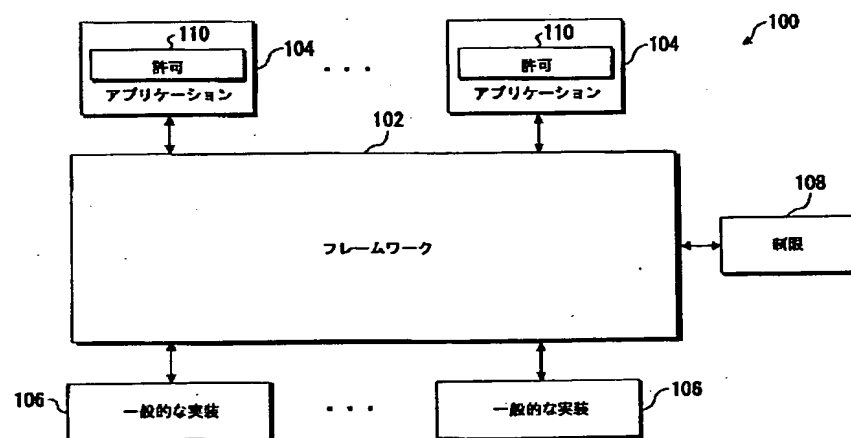 110
110
100
104
104
許可
許可
アプリケーション
アプリケーション
102
108
フレームワーク
制限
106
一般的な実装
一般的な実装
106